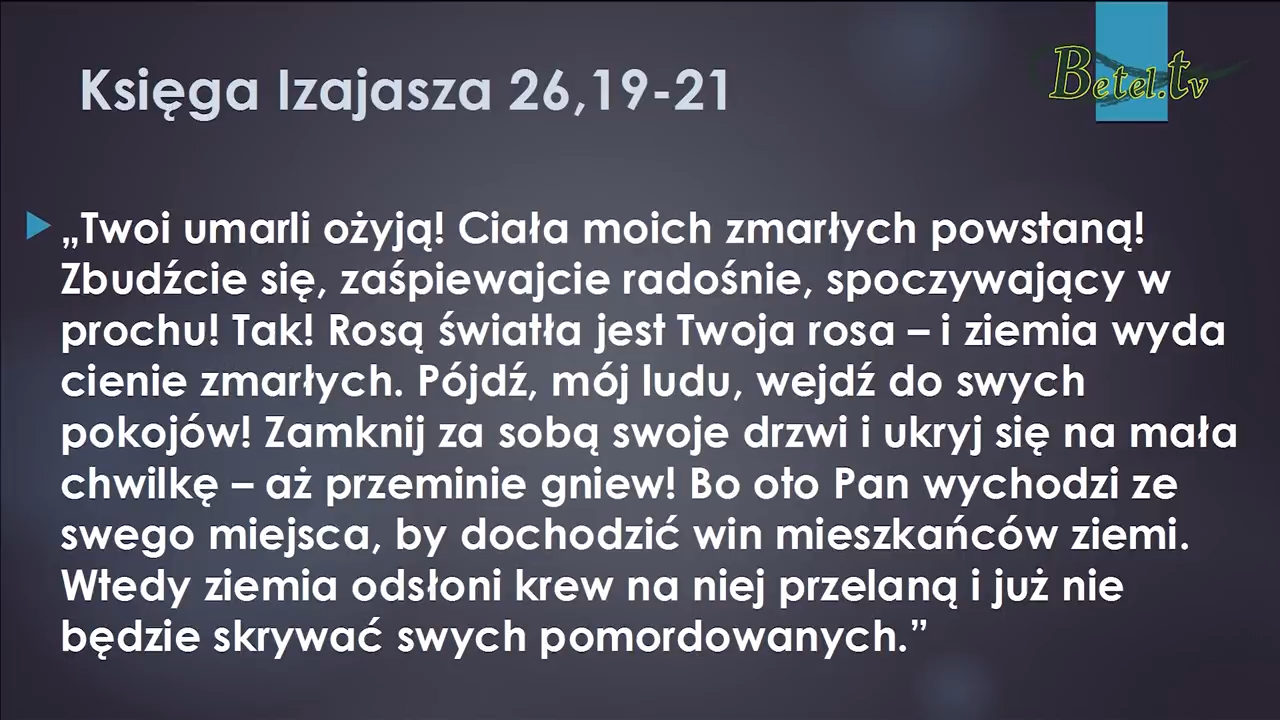 Księga Izajasza 26,19-21
Betel.tv
„Twoi umarli ożyją! Ciała moich zmarłych powstaną!
Zbudźcie się, zaśpiewajcie radośnie, spoczywający w
prochu! Tak! Rosą światła jest Twoja rosa – i ziemia wyda
cienie zmarłych. Pójdź, mój ludu, wejdź do swych
pokojów! Zamknij za sobą swoje drzwi i ukryj się na mała
chwilkę – aż przeminie gniew! Bo oto Pan wychodzi ze
swego miejsca, by dochodzić win mieszkańców ziemi.
Wtedy ziemia odsłoni krew na niej przelaną i już nie
będzie skrywać swych pomordowanych.”